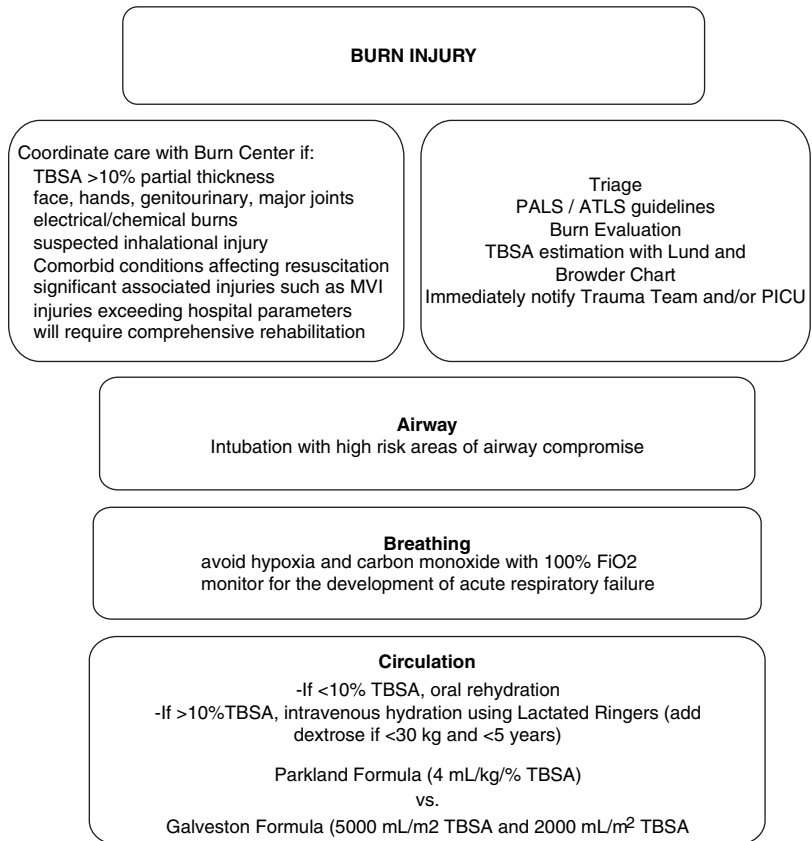 BURN INJURY
Coordinate care with Burn Center if:
TBSA >10% partial thickness
face, hands, genitourinary, major joints
electrical/chemical burns
suspected inhalational injury
Comorbid conditions affecting resuscitation
significant associated injuries such as MVI
injuries exceeding hospital parameters
will require comprehensive rehabilitation
Triage
PALS / ATLS guidelines
Burn Evaluation
TBSA estimation with Lund and
Browder Chart
Immediately notify Trauma Team and/or PICU
Airway
Intubation with high risk areas of airway compromise
Breathing
avoid hypoxia and carbon monoxide with 100% FiO2
monitor for the development of acute respiratory failure
Circulation
-If <10% TBSA, oral rehydration
-If >10%TBSA, intravenous hydration using Lactated Ringers (add
dextrose if <30 kg and <5 years)
Parkland Formula (4 mL/kg/% TBSA)
vs.
Galveston Formula (5000 mL/m2 TBSA and 2000 mL/m² TBSA